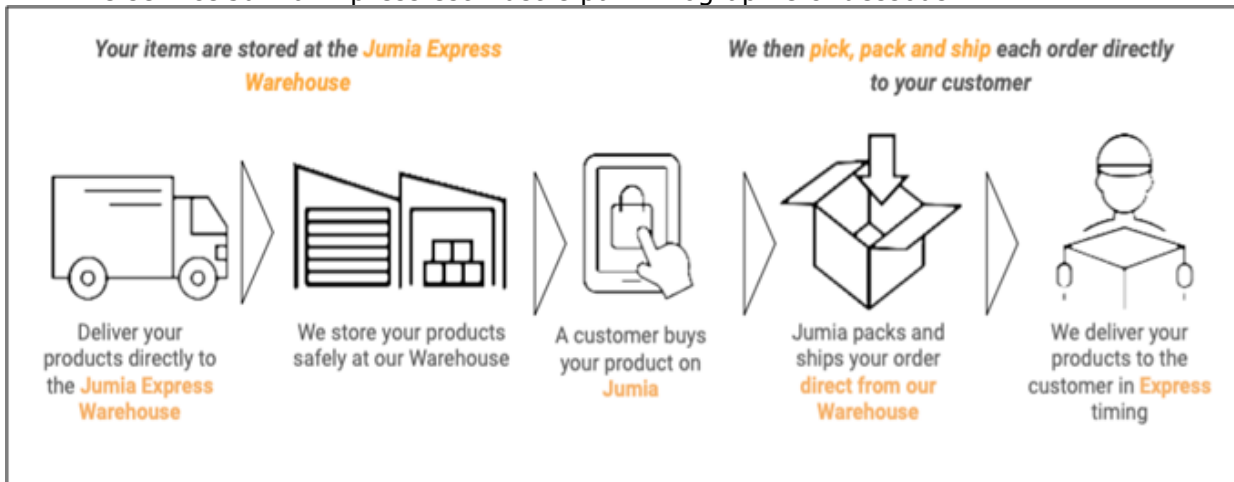 Your items are stored at the Jumia Express
Warehouse
We then pick, pack and ship each order directly
to your customer
Deliver your
products directly to
the Jumia Express
Warehouse
We store your products
safely at our Warehouse
A customer buys
your product on
Jumia
Jumia packs and
ships your order
direct from our
Warehouse
We deliver your
products to the
customer in Express
timing